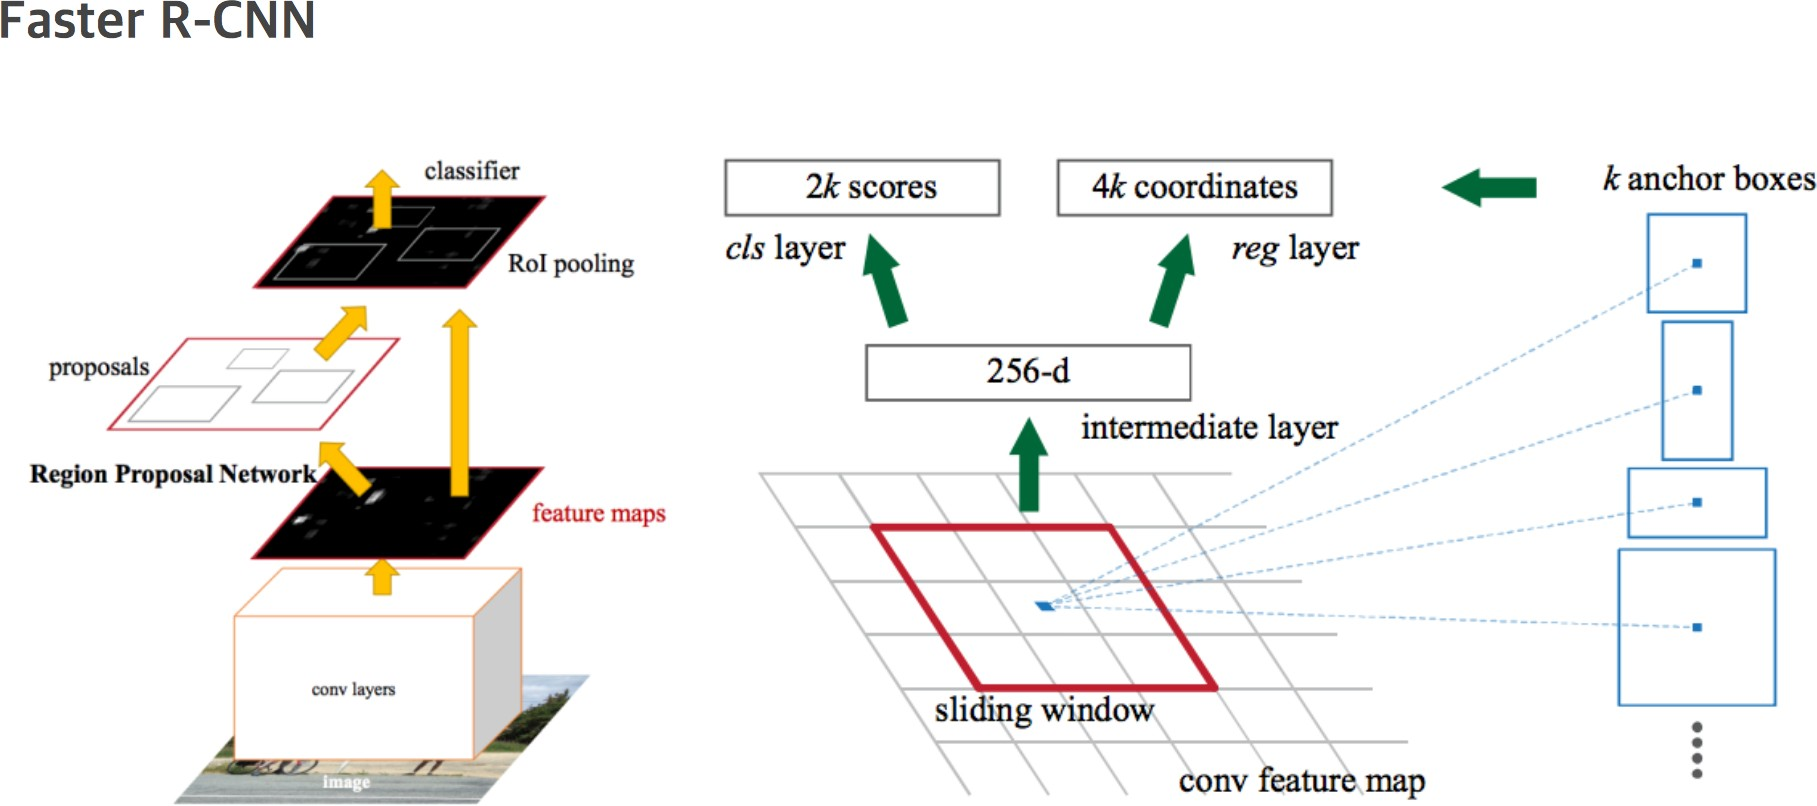 Faster R-CNN
classifier
RoI pooling
proposals
Region Proposal Network
feature maps
conv layers
image
2k scores
4k coordinates
k anchor boxes
cls layer
reg layer
256-d
intermediate layer
sliding window
conv feature map